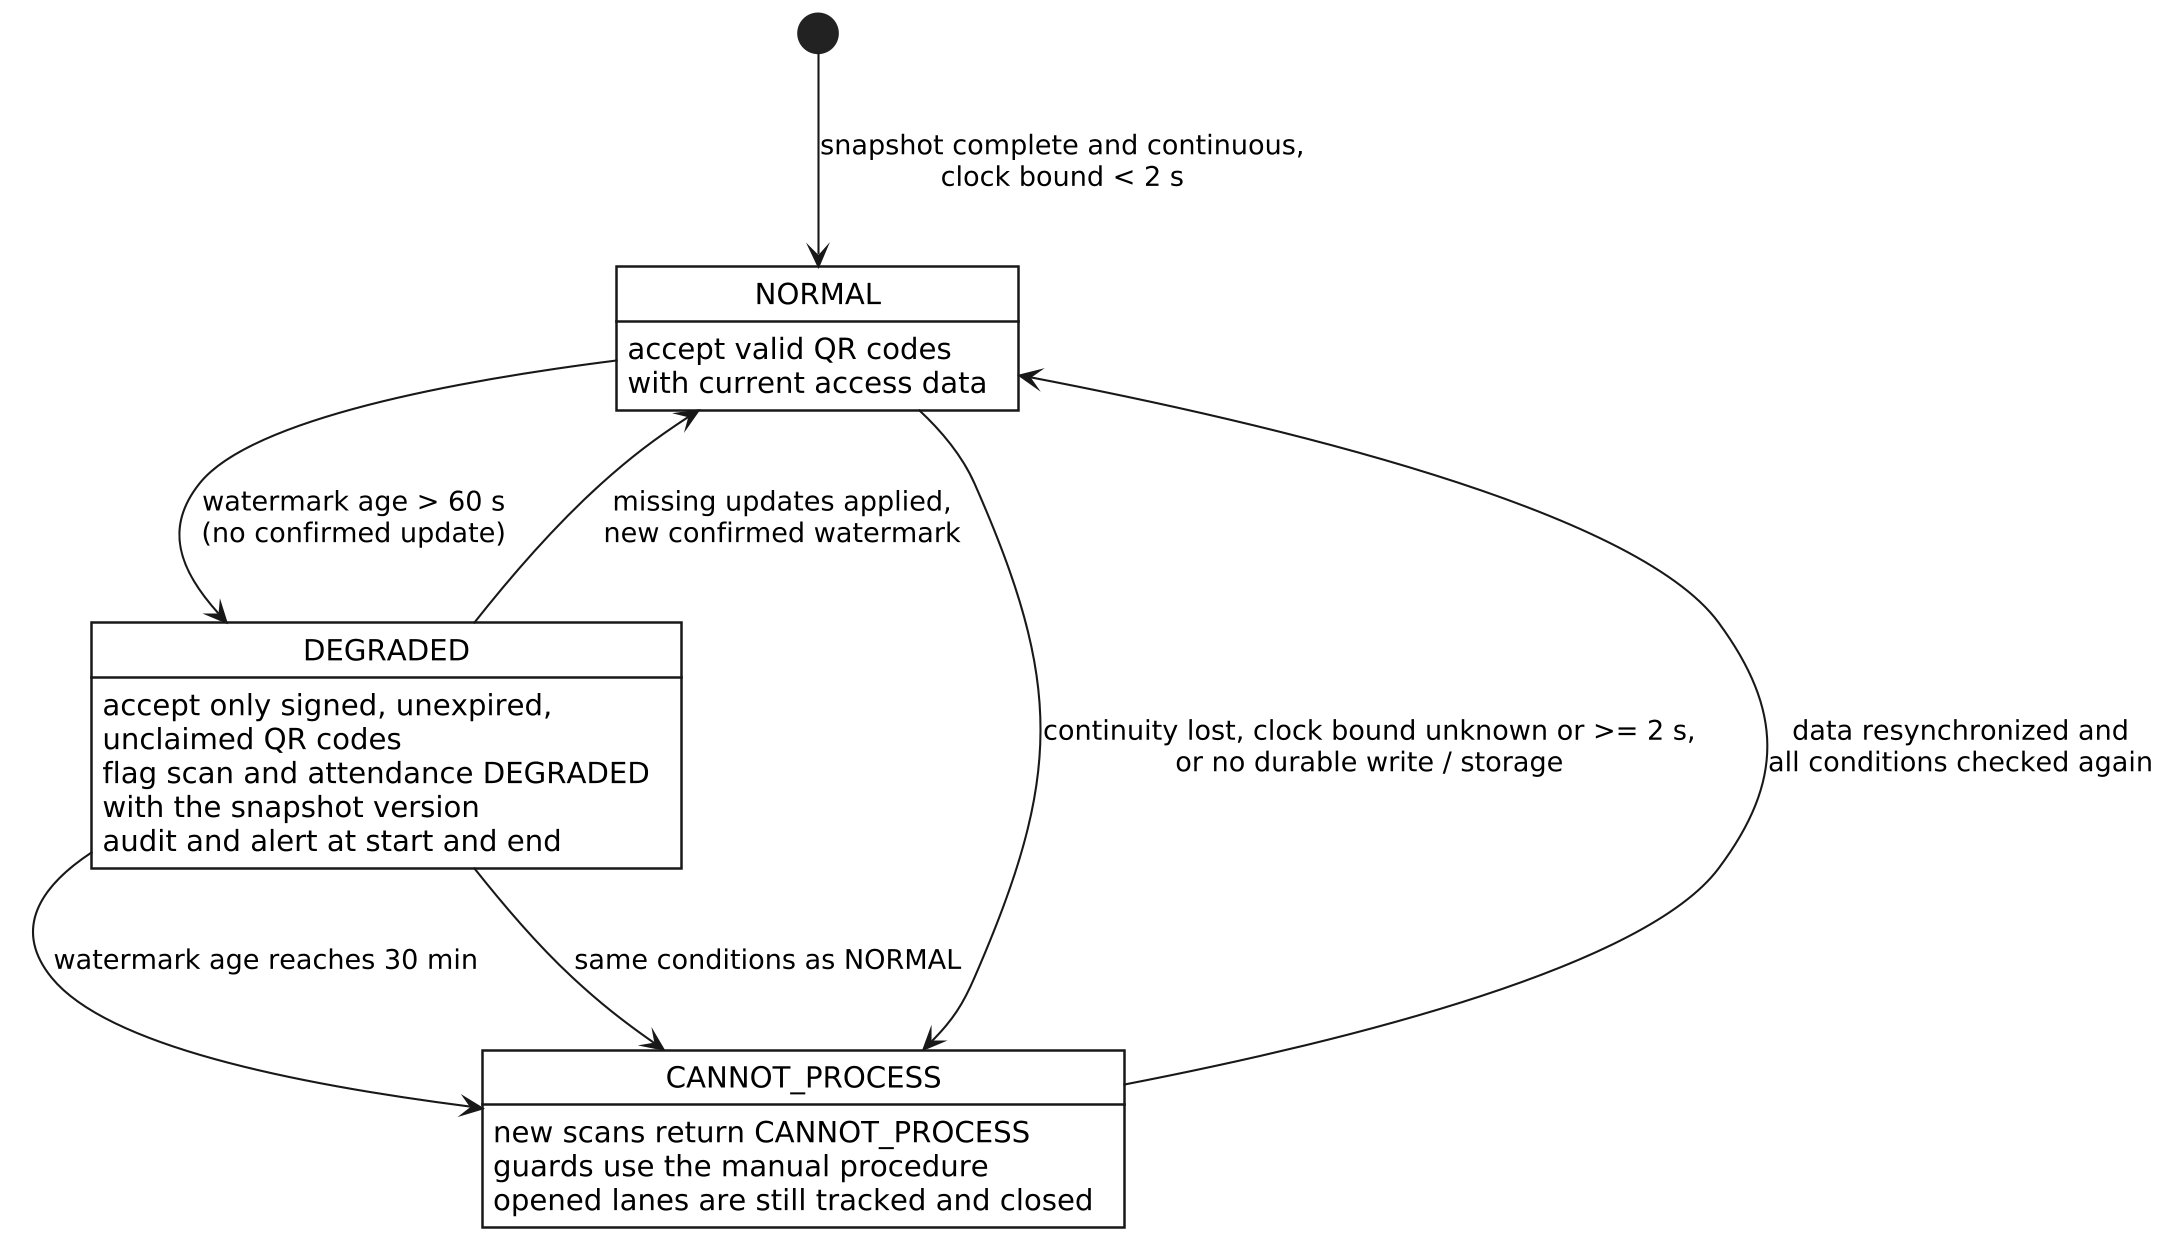 snapshot complete and continuous,
clock bound < 2 s
NORMAL
accept valid QR codes
with current access data
watermark age > 60 s
(no confirmed update)
missing updates applied,
new confirmed watermark
DEGRADED
accept only signed, unexpired,
unclaimed QR codes
flag scan and attendance DEGRADED
with the snapshot version
audit and alert at start and end
continuity lost, clock bound unknown or >= 2 s,
or no durable write / storage
data resynchronized and
all conditions checked again
watermark age reaches 30 min
same conditions as NORMAL
CANNOT_PROCESS
new scans return CANNOT_PROCESS
guards use the manual procedure
opened lanes are still tracked and closed